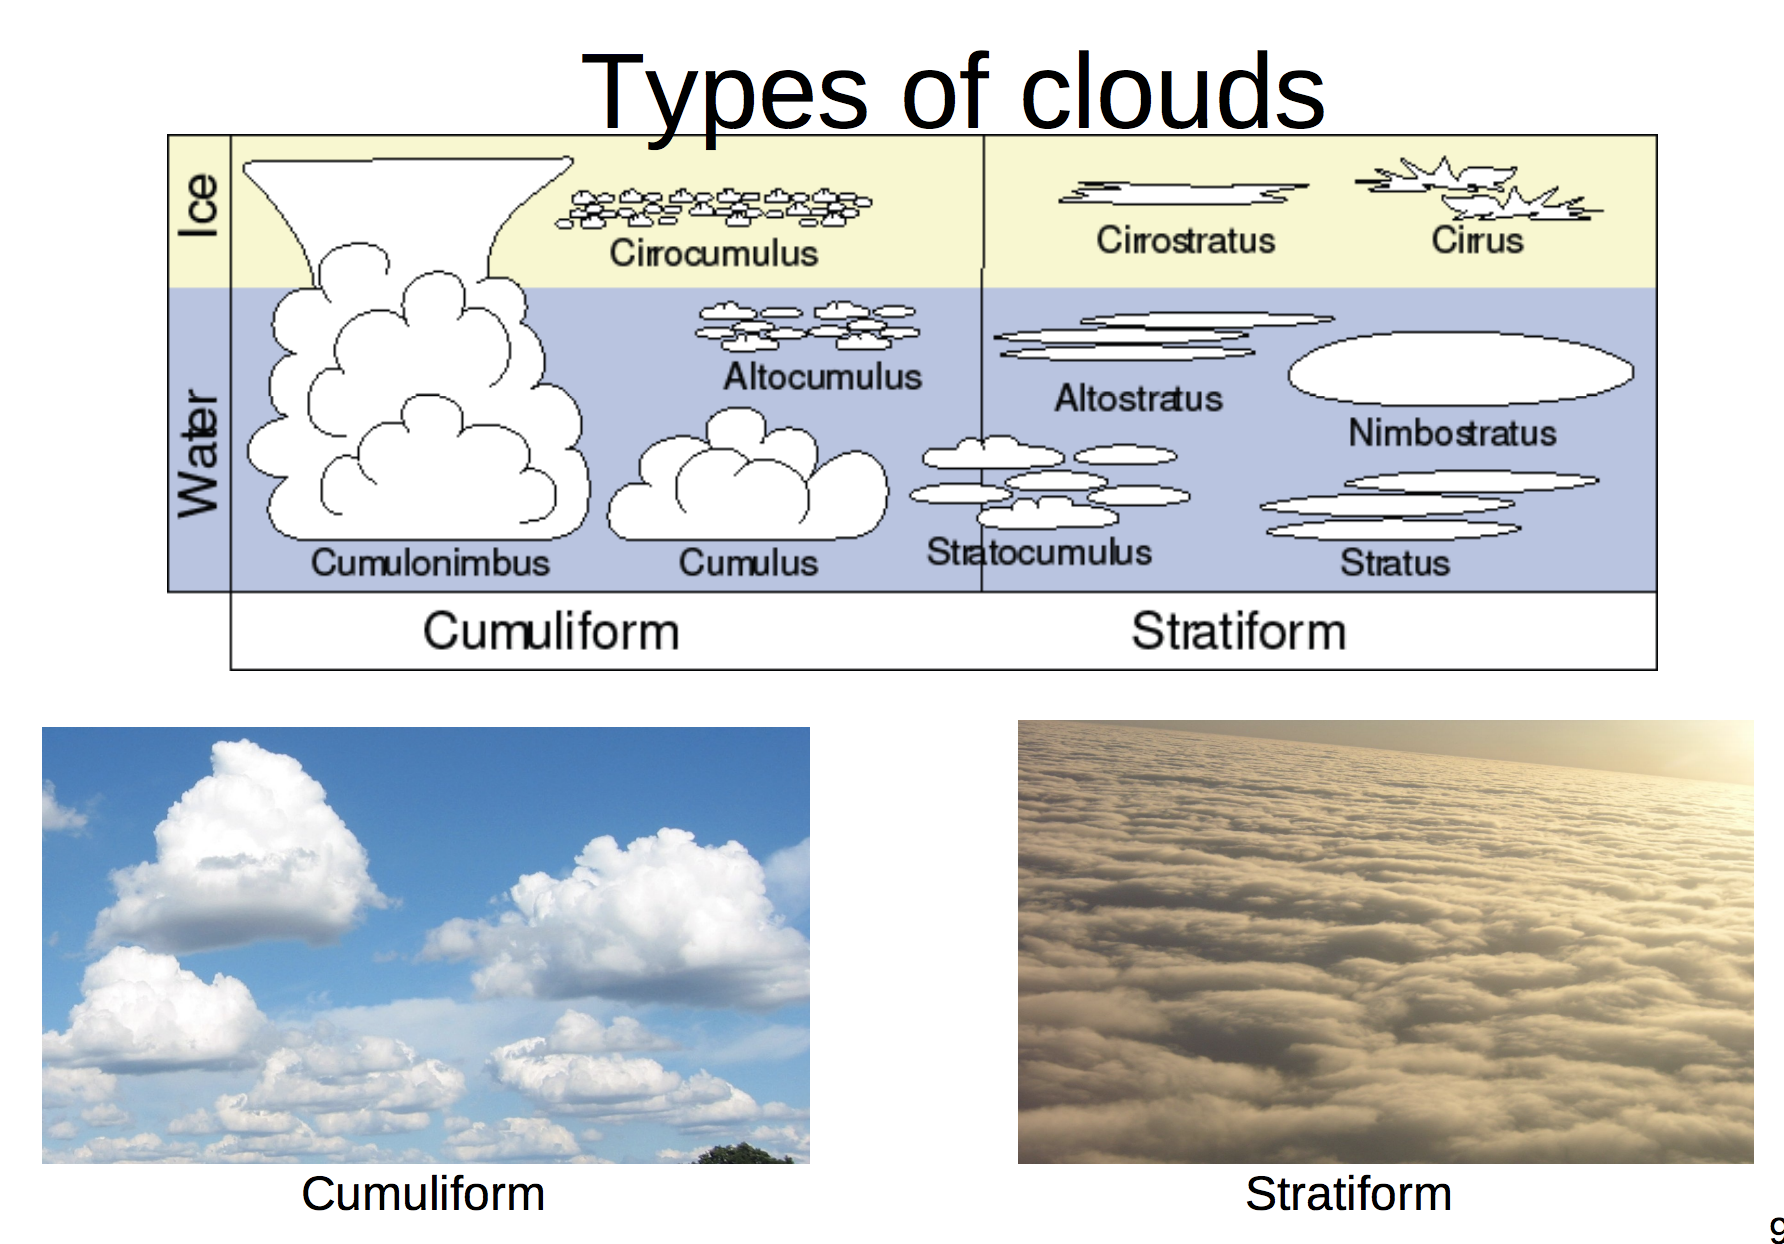 Types of clouds
Ice
Cirrocumulus
Cirrostratus
Cirrus
Water
Altocumulus
Altostratus
Nimbostratus
Cumulonimbus
Cumulus
Stratocumulus
Stratus
Cumuliform
Stratiform
Cumuliform
Stratiform
9